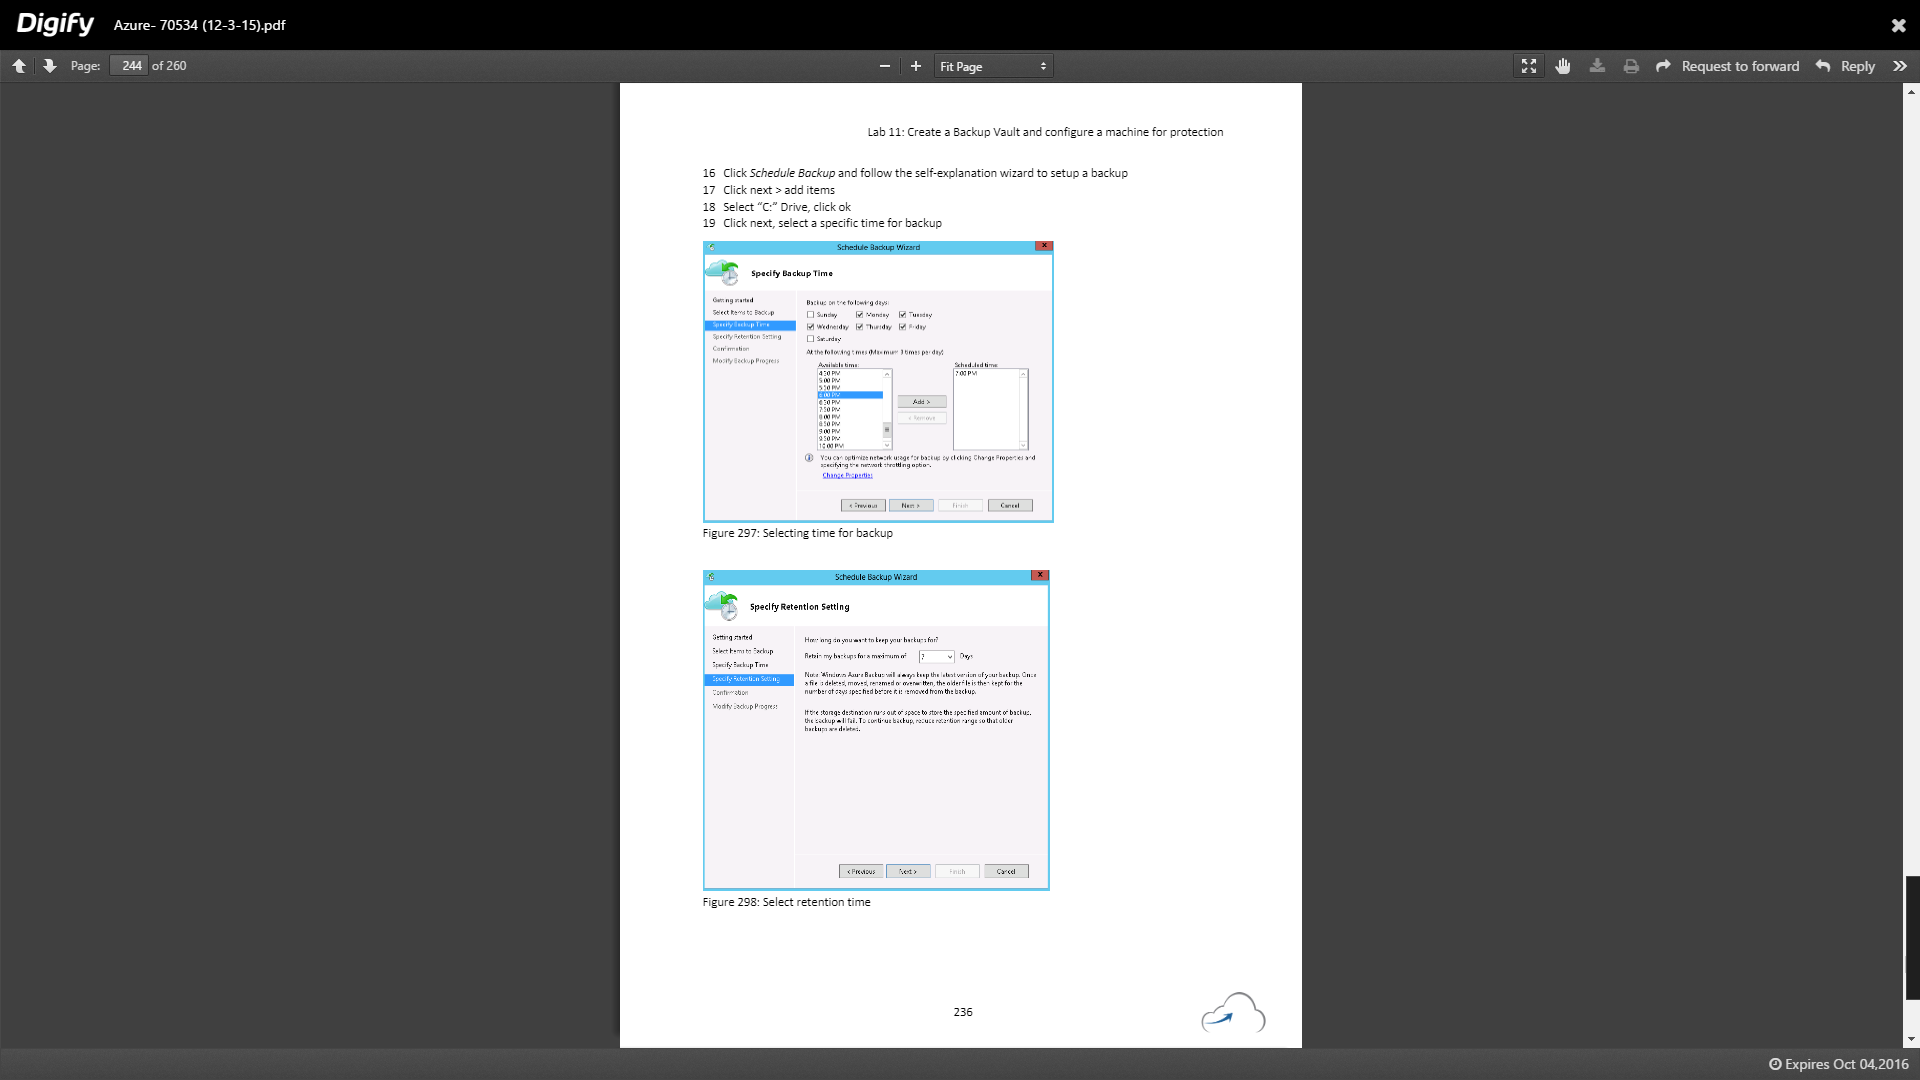 Digify Azure- 70534 (12-3-15).pdf
Page: 244 of 260 Fit Page Request to forward Reply
Lab 11: Create a Backup Vault and configure a machine for protection
16 Click Schedule Backup and follow the self-explanation wizard to setup a backup
17 Click next > add items
18 Select “C:” Drive, click ok
19 Click next, select a specific time for backup
Schedule Backup Wizard
Specify Backup Time
Getting started
Select Items to Backup
Specify Backup Time
Specify Retention Setting
Confirmation
Modify Backup Progress
Backup on the following days:
Sunday Monday Tuesday
Wednesday Thursday Friday
Saturday
At the following times (Maximum 3 times per day)
Available time: Scheduled time:
4:30 PM 7:00 PM
5:00 PM
5:30 PM
6:00 PM
6:30 PM
7:30 PM
8:00 PM
8:30 PM
9:00 PM
9:30 PM
10:00 PM
Add >
< Remove
You can optimize network usage for backup by clicking Change Properties and
specifying the network throttling option.
Change Properties
< Previous Next > Finish Cancel
Figure 297: Selecting time for backup
Schedule Backup Wizard
Specify Retention Setting
Getting started
Select Items to Backup
Specify Backup Time
Specify Retention Setting
Confirmation
Modify Backup Progress
How long do you want to keep your backups for?
Retain my backups for a maximum of 7 Days
Note: Windows Azure Backup will always keep the latest version of your backup. Once
a file is deleted, moved, renamed or overwritten, the older file is then kept for the
number of days specified before it is removed from the backup.
If the storage destination runs out of space to store the specified amount of backup,
the backup will fail. To continue backup, reduce retention range so that older
backups are deleted.
< Previous Next > Finish Cancel
Figure 298: Select retention time
236
Expires Oct 04,2016